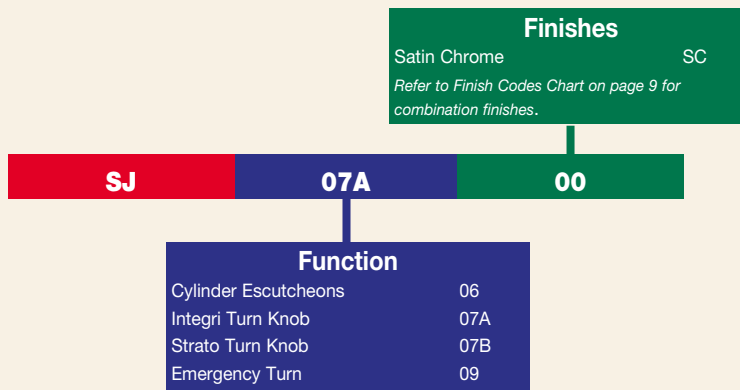 Finishes
Satin Chrome SC
Refer to Finish Codes Chart on page 9 for
combination finishes.
SJ 07A 00
Function
Cylinder Escutcheons 06
Integri Turn Knob 07A
Strato Turn Knob 07B
Emergency Turn 09